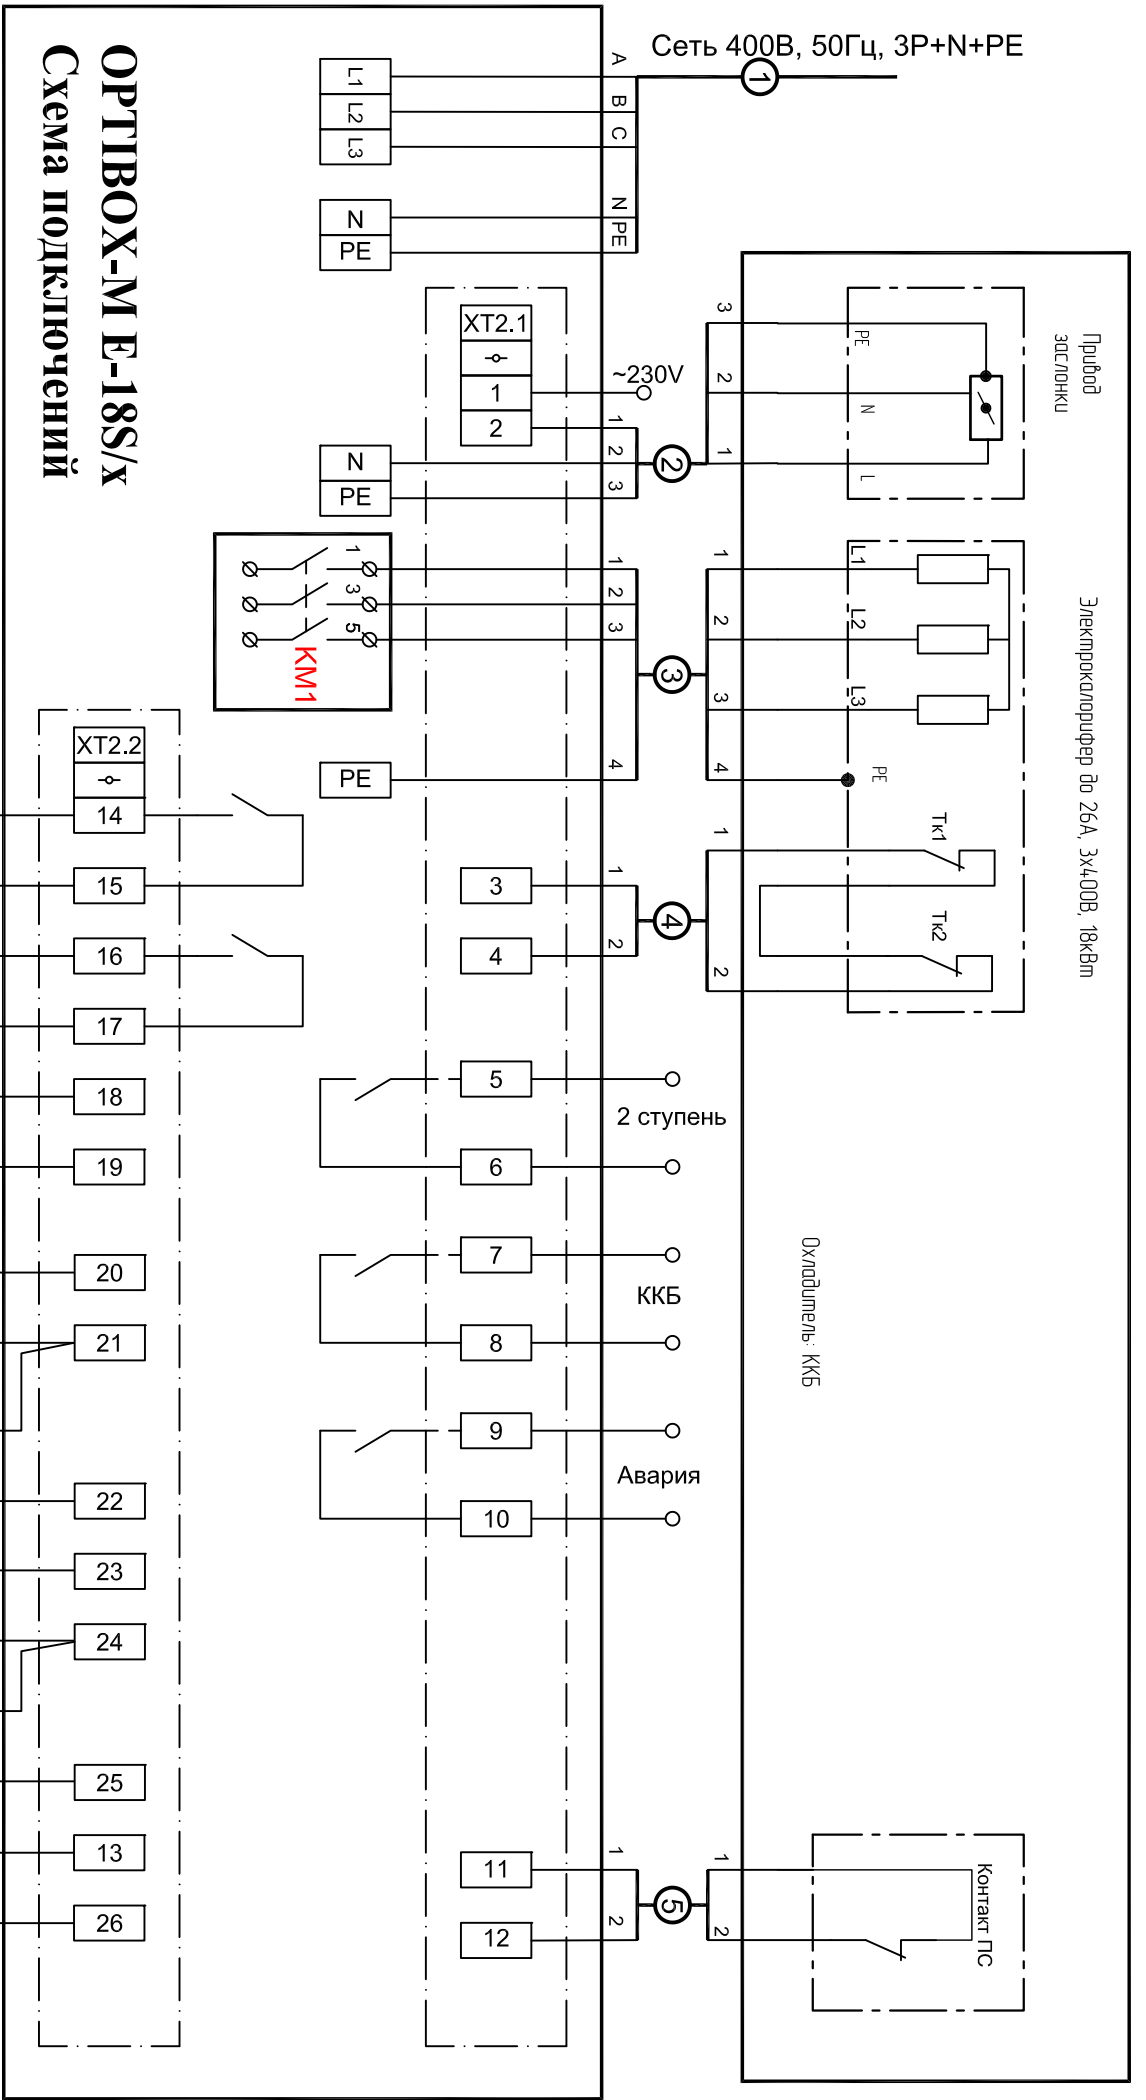 Сеть 400В, 50Гц, 3P+N+PE
1
A
B
C
N
PE
L1
L2
L3
N
PE
OPTIBOX-M E-18S/x
Схема подключений
Привод
заслонки
PE
N
L
3
2
1
XT2.1
1
2
~230V
1
2
3
2
N
PE
Электрокалорифер до 26А, 3х400В, 18кВт
L1
L2
L3
PE
1
2
3
4
3
1
2
3
4
1
3
5
KM1
PE
Тк1
Тк2
1
2
4
1
2
3
4
XT2.2
14
15
16
17
18
19
20
21
22
23
24
25
13
26
5
2 ступень
6
7
ККБ
8
9
Авария
10
Охладитель: ККБ
11
12
1
2
5
1
2
Контакт ПС